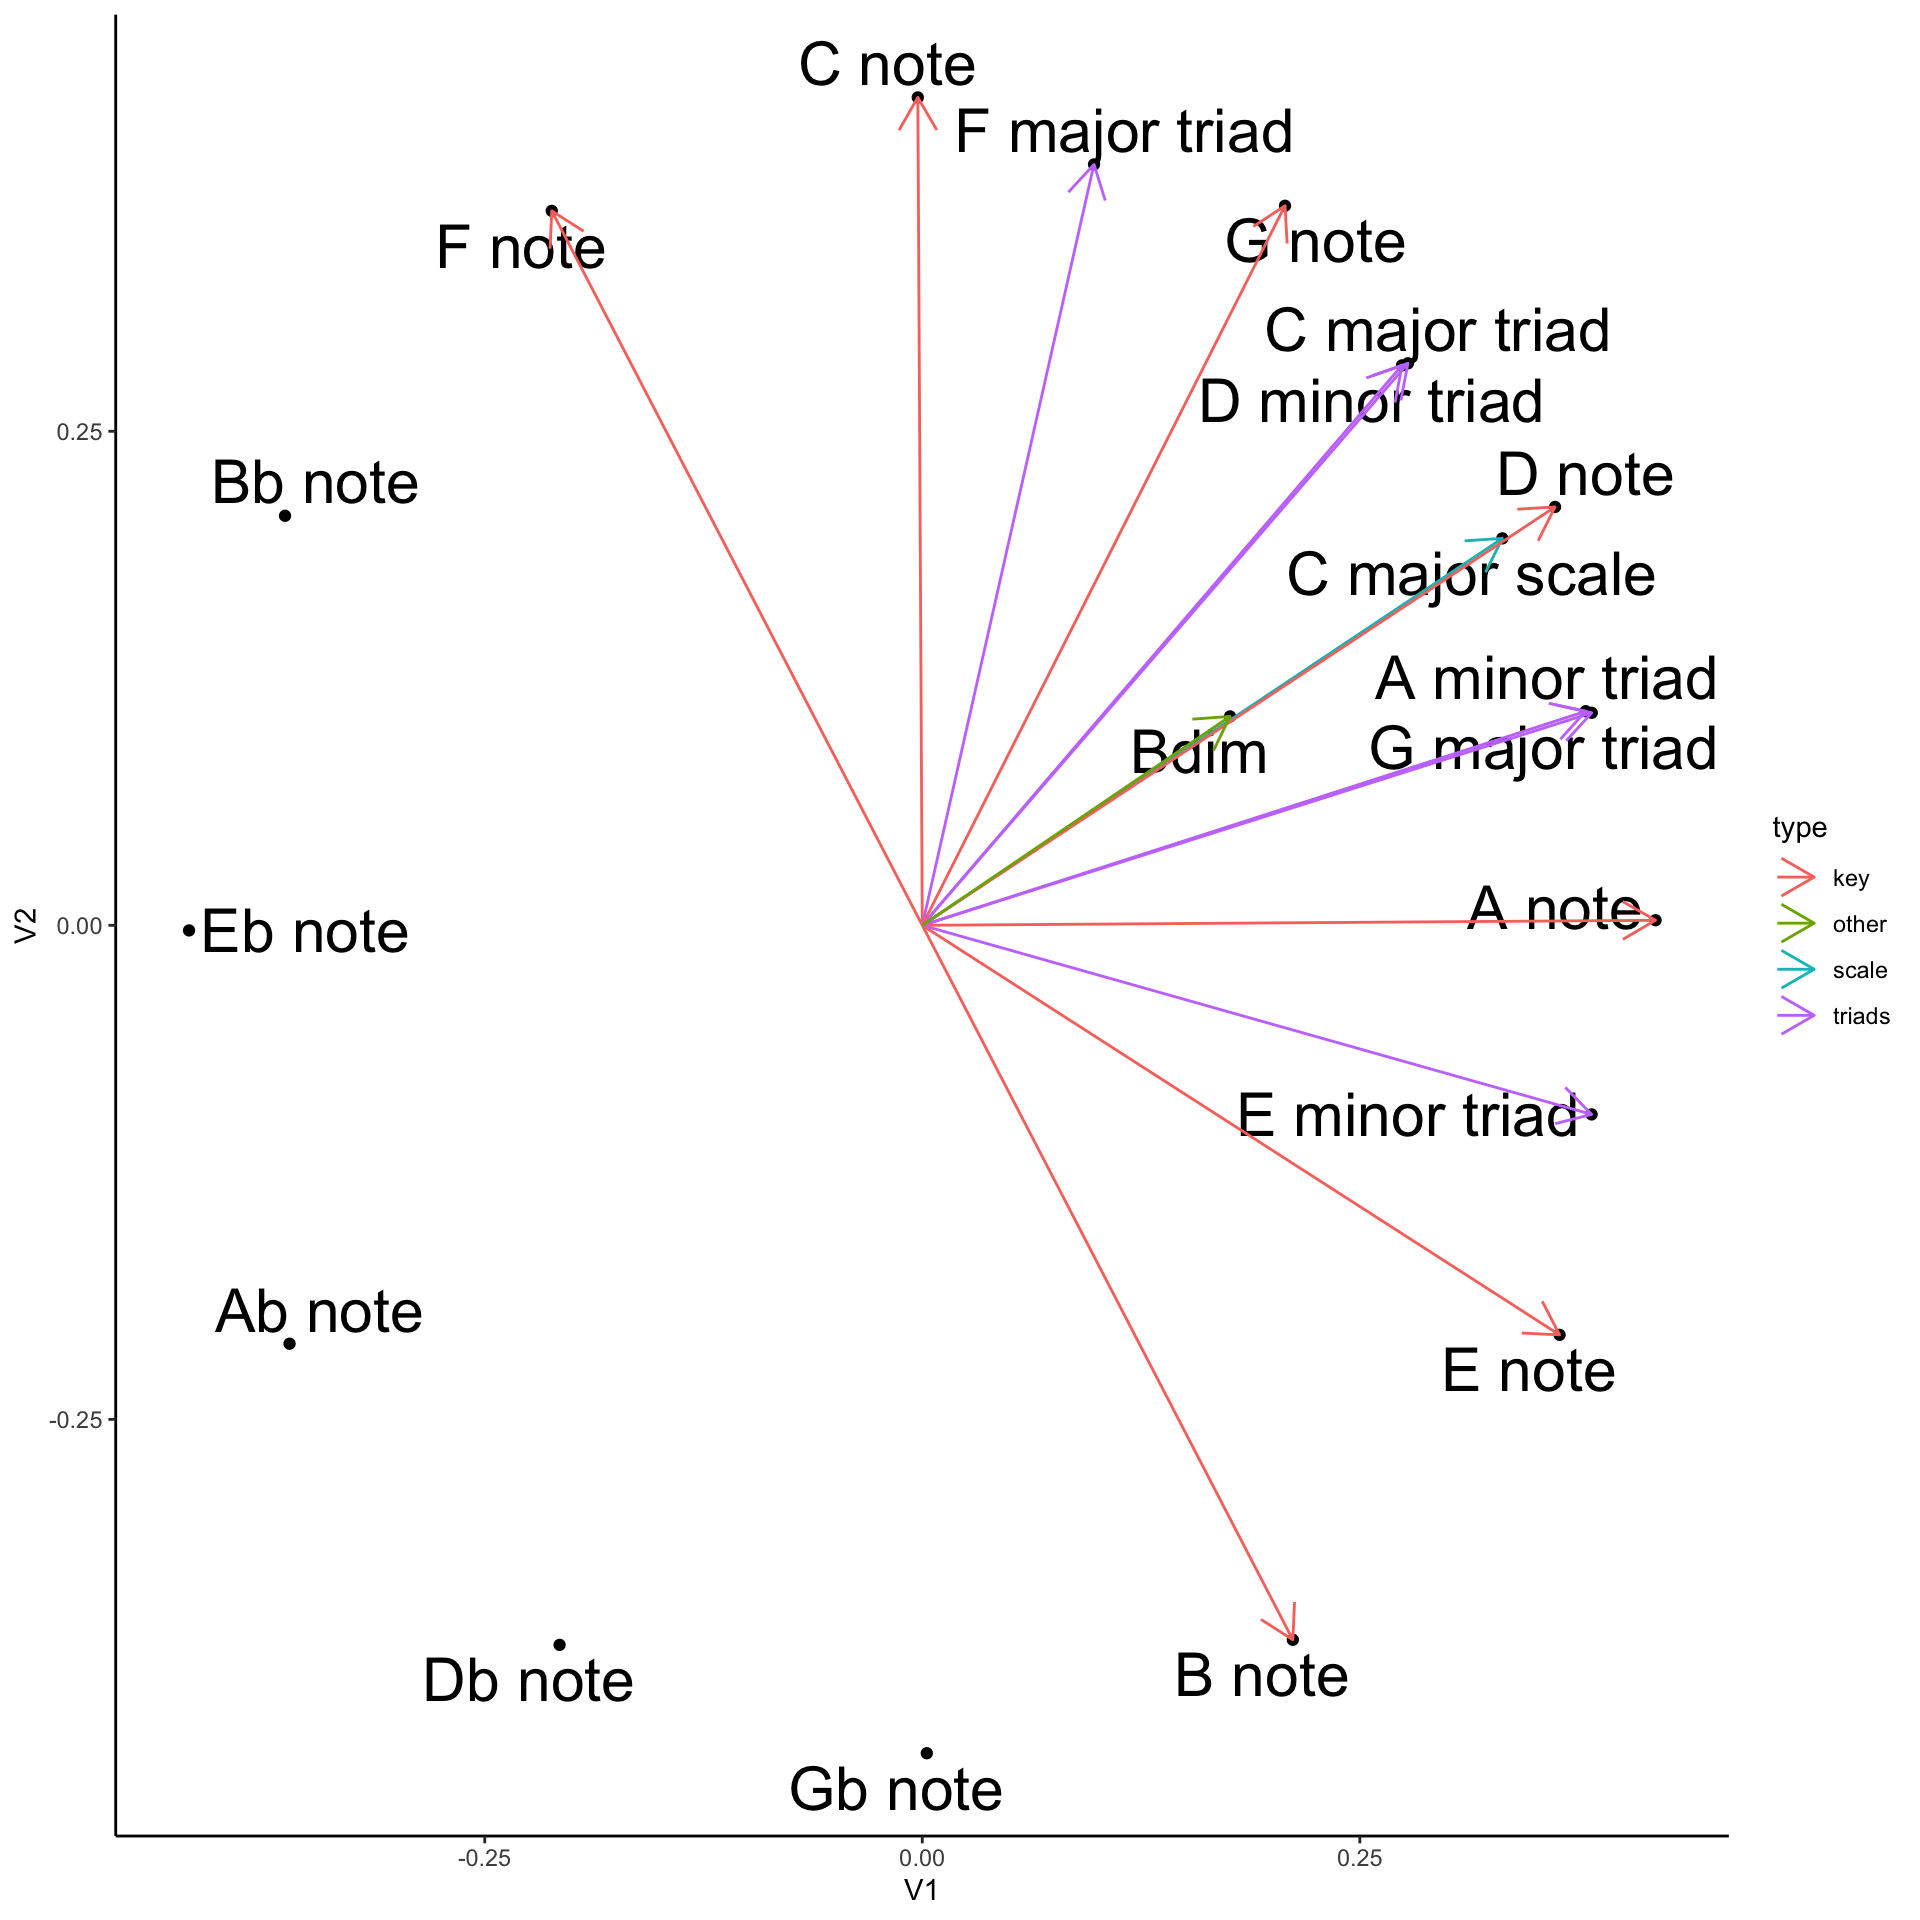 C note
F major triad
F note
G note
C major triad
D minor triad
0.25
Bb note
D note
C major scale
A minor triad
Bdim
G major triad
type
key
other
scale
triads
A note
V2
0.00
Eb note
E minor triad
Ab note
E note
-0.25
B note
Db note
Gb note
-0.25
0.00
0.25
V1